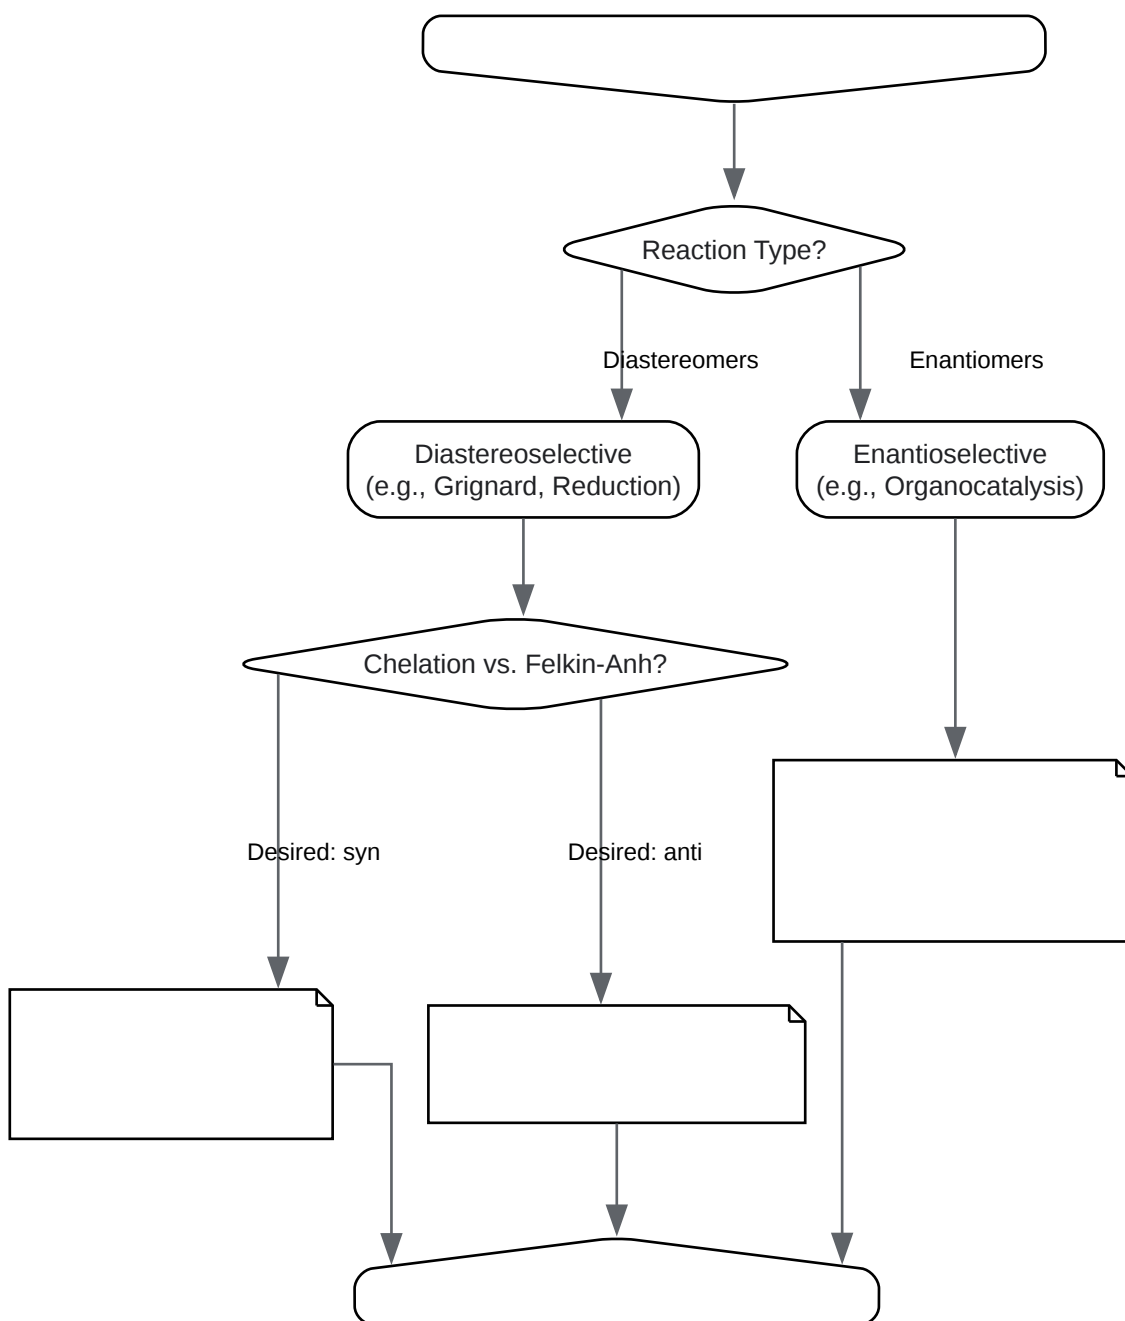 Reaction Type?
Diastereomers
Enantiomers
Diastereoselective
(e.g., Grignard, Reduction)
Enantioselective
(e.g., Organocatalysis)
Chelation vs. Felkin-Anh?
Desired: syn
Desired: anti